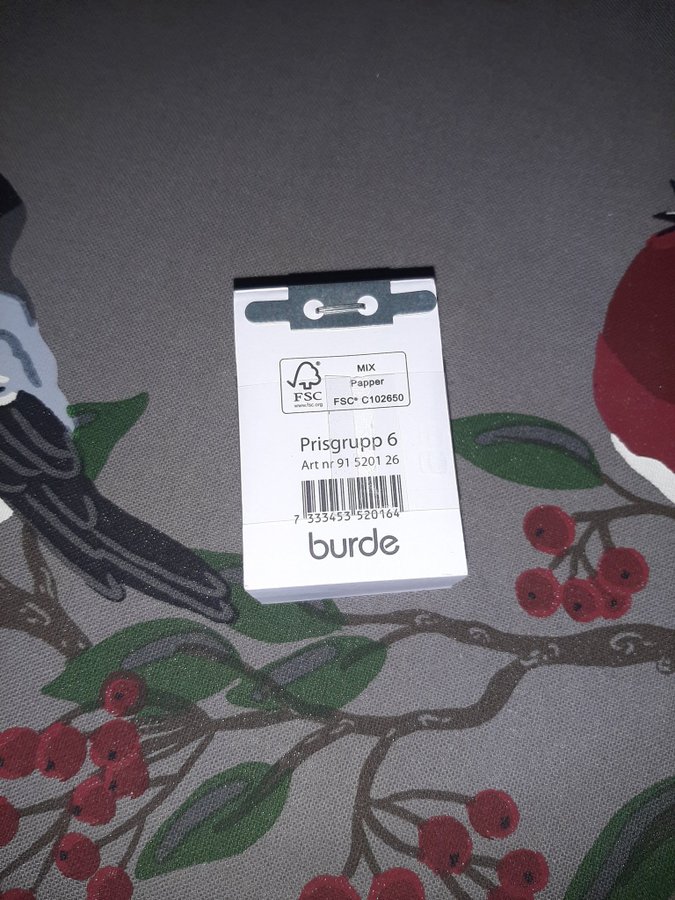 MIX
Papper
FSC® C102650
FSC®
www.fsc.org
Prisgrupp 6
Art nr 91 5201 26
7 333453 520164
burde